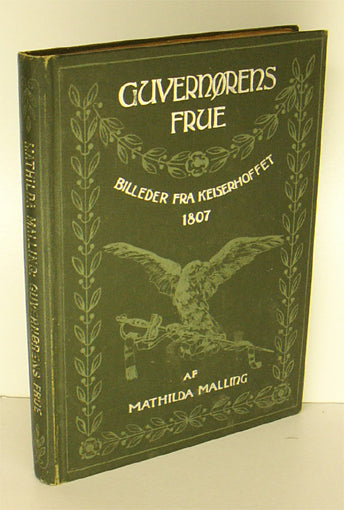 GUVERNØRENS
FRUE
BILLEDER FRA KEISERHOFFET
1807
AF
MATHILDA MALLING
MATHILDA MALLING: GUVERNØRENS FRUE